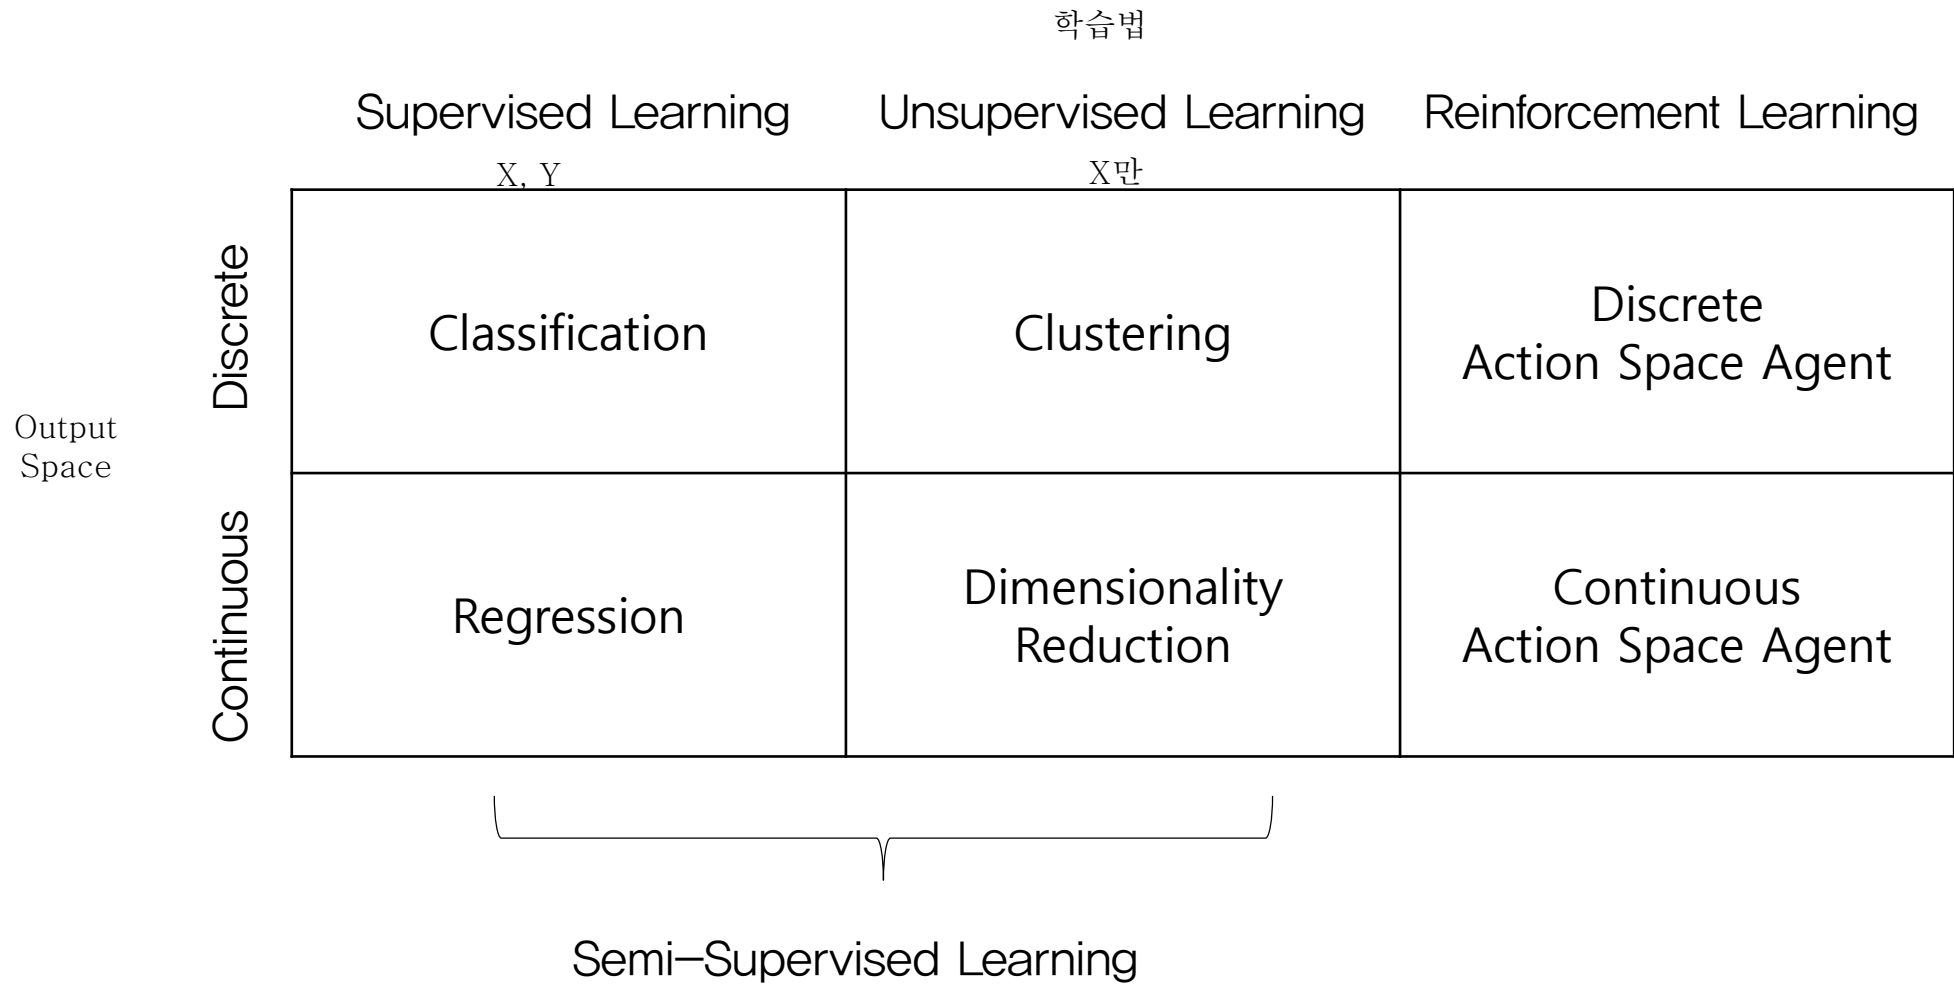 학습법
Supervised Learning
Unsupervised Learning
Reinforcement Learning
X, Y
X만
Output
Space
Discrete
Classification
Clustering
Discrete
Action Space Agent
Continuous
Regression
Dimensionality
Reduction
Continuous
Action Space Agent
Semi-Supervised Learning